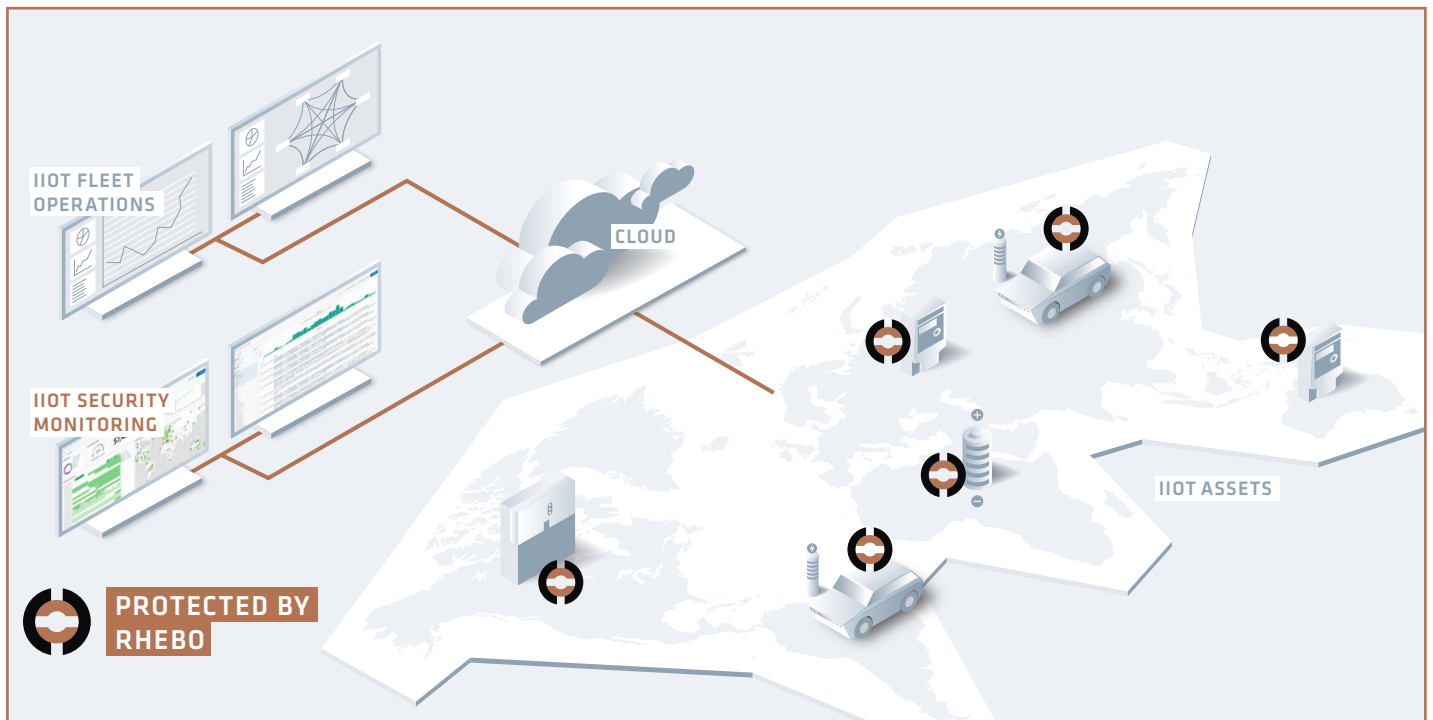 IIOT FLEET
OPERATIONS
CLOUD
IIOT SECURITY
MONITORING
IIOT ASSETS
PROTECTED BY
RHEBO